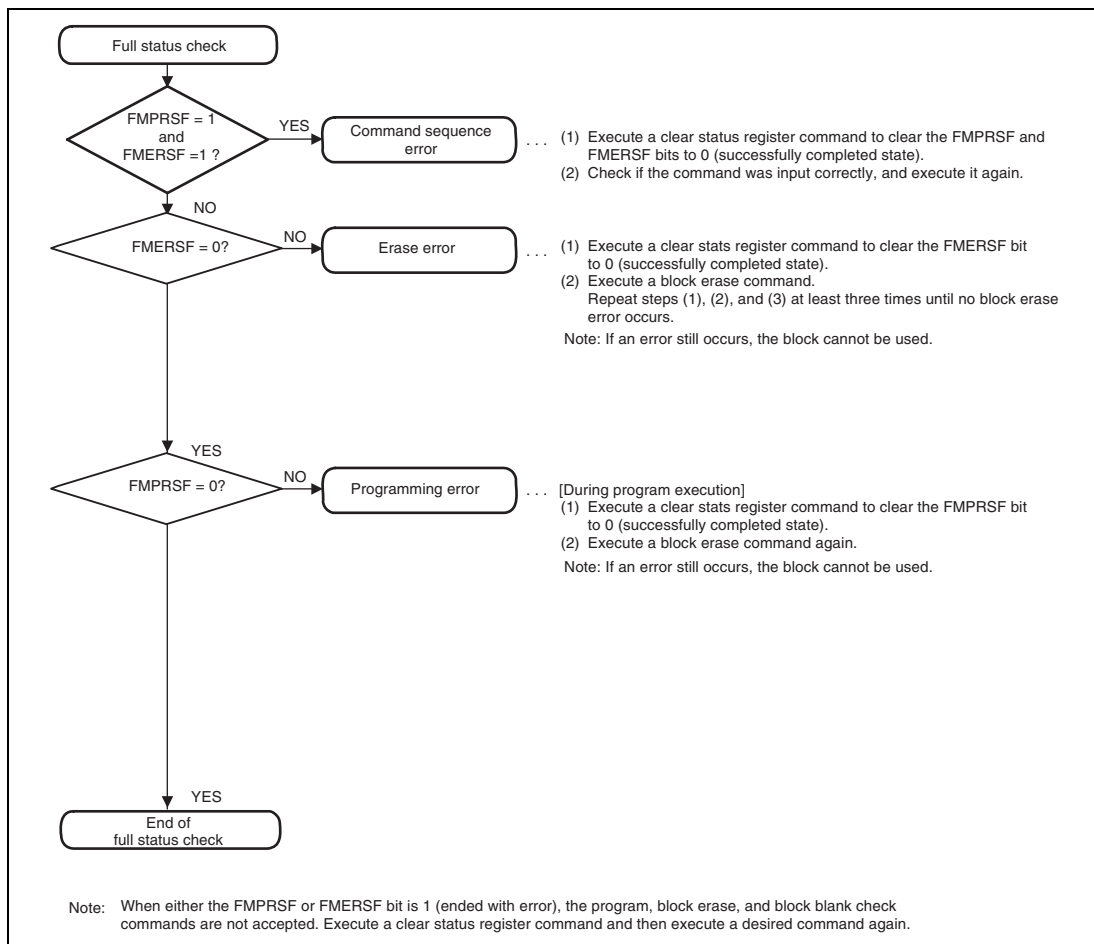 Full status check
FMPRSF = 1
and
FMERSF =1 ?
YES
Command sequence
error
. . . (1) Execute a clear status register command to clear the FMPRSF and
FMERSF bits to 0 (successfully completed state).
(2) Check if the command was input correctly, and execute it again.
NO
FMERSF = 0?
NO
Erase error
. . . (1) Execute a clear stats register command to clear the FMERSF bit
to 0 (successfully completed state).
(2) Execute a block erase command.
Repeat steps (1), (2), and (3) at least three times until no block erase
error occurs.
Note: If an error still occurs, the block cannot be used.
YES
FMPRSF = 0?
NO
Programming error
. . . [During program execution]
(1) Execute a clear stats register command to clear the FMPRSF bit
to 0 (successfully completed state).
(2) Execute a block erase command again.
Note: If an error still occurs, the block cannot be used.
YES
End of
full status check
Note: When either the FMPRSF or FMERSF bit is 1 (ended with error), the program, block erase, and block blank check
commands are not accepted. Execute a clear status register command and then execute a desired command again.